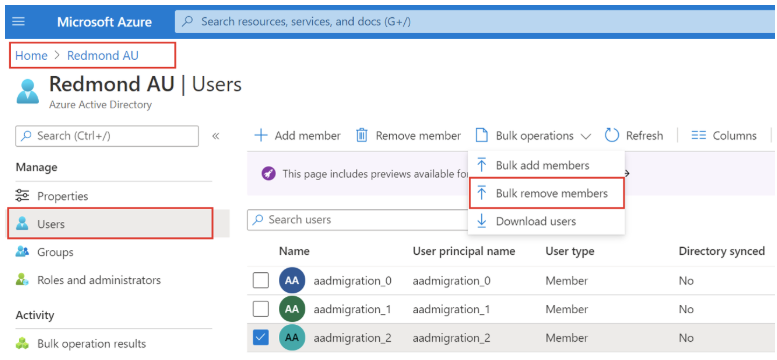 Microsoft Azure
Search resources, services, and docs (G+/)
Home > Redmond AU
Redmond AU | Users
Azure Active Directory
Search (Ctrl+/)
«
Add member
Remove member
Bulk operations
Refresh
Columns
Bulk add members
Bulk remove members
Download users
This page includes previews available for
Search users
Manage
Properties
Users
Groups
Roles and administrators
Activity
Bulk operation results
Name User principal name User type Directory synced
AA aadmigration_0 aadmigration_0 Member No
AA aadmigration_1 aadmigration_1 Member No
AA aadmigration_2 aadmigration_2 Member No